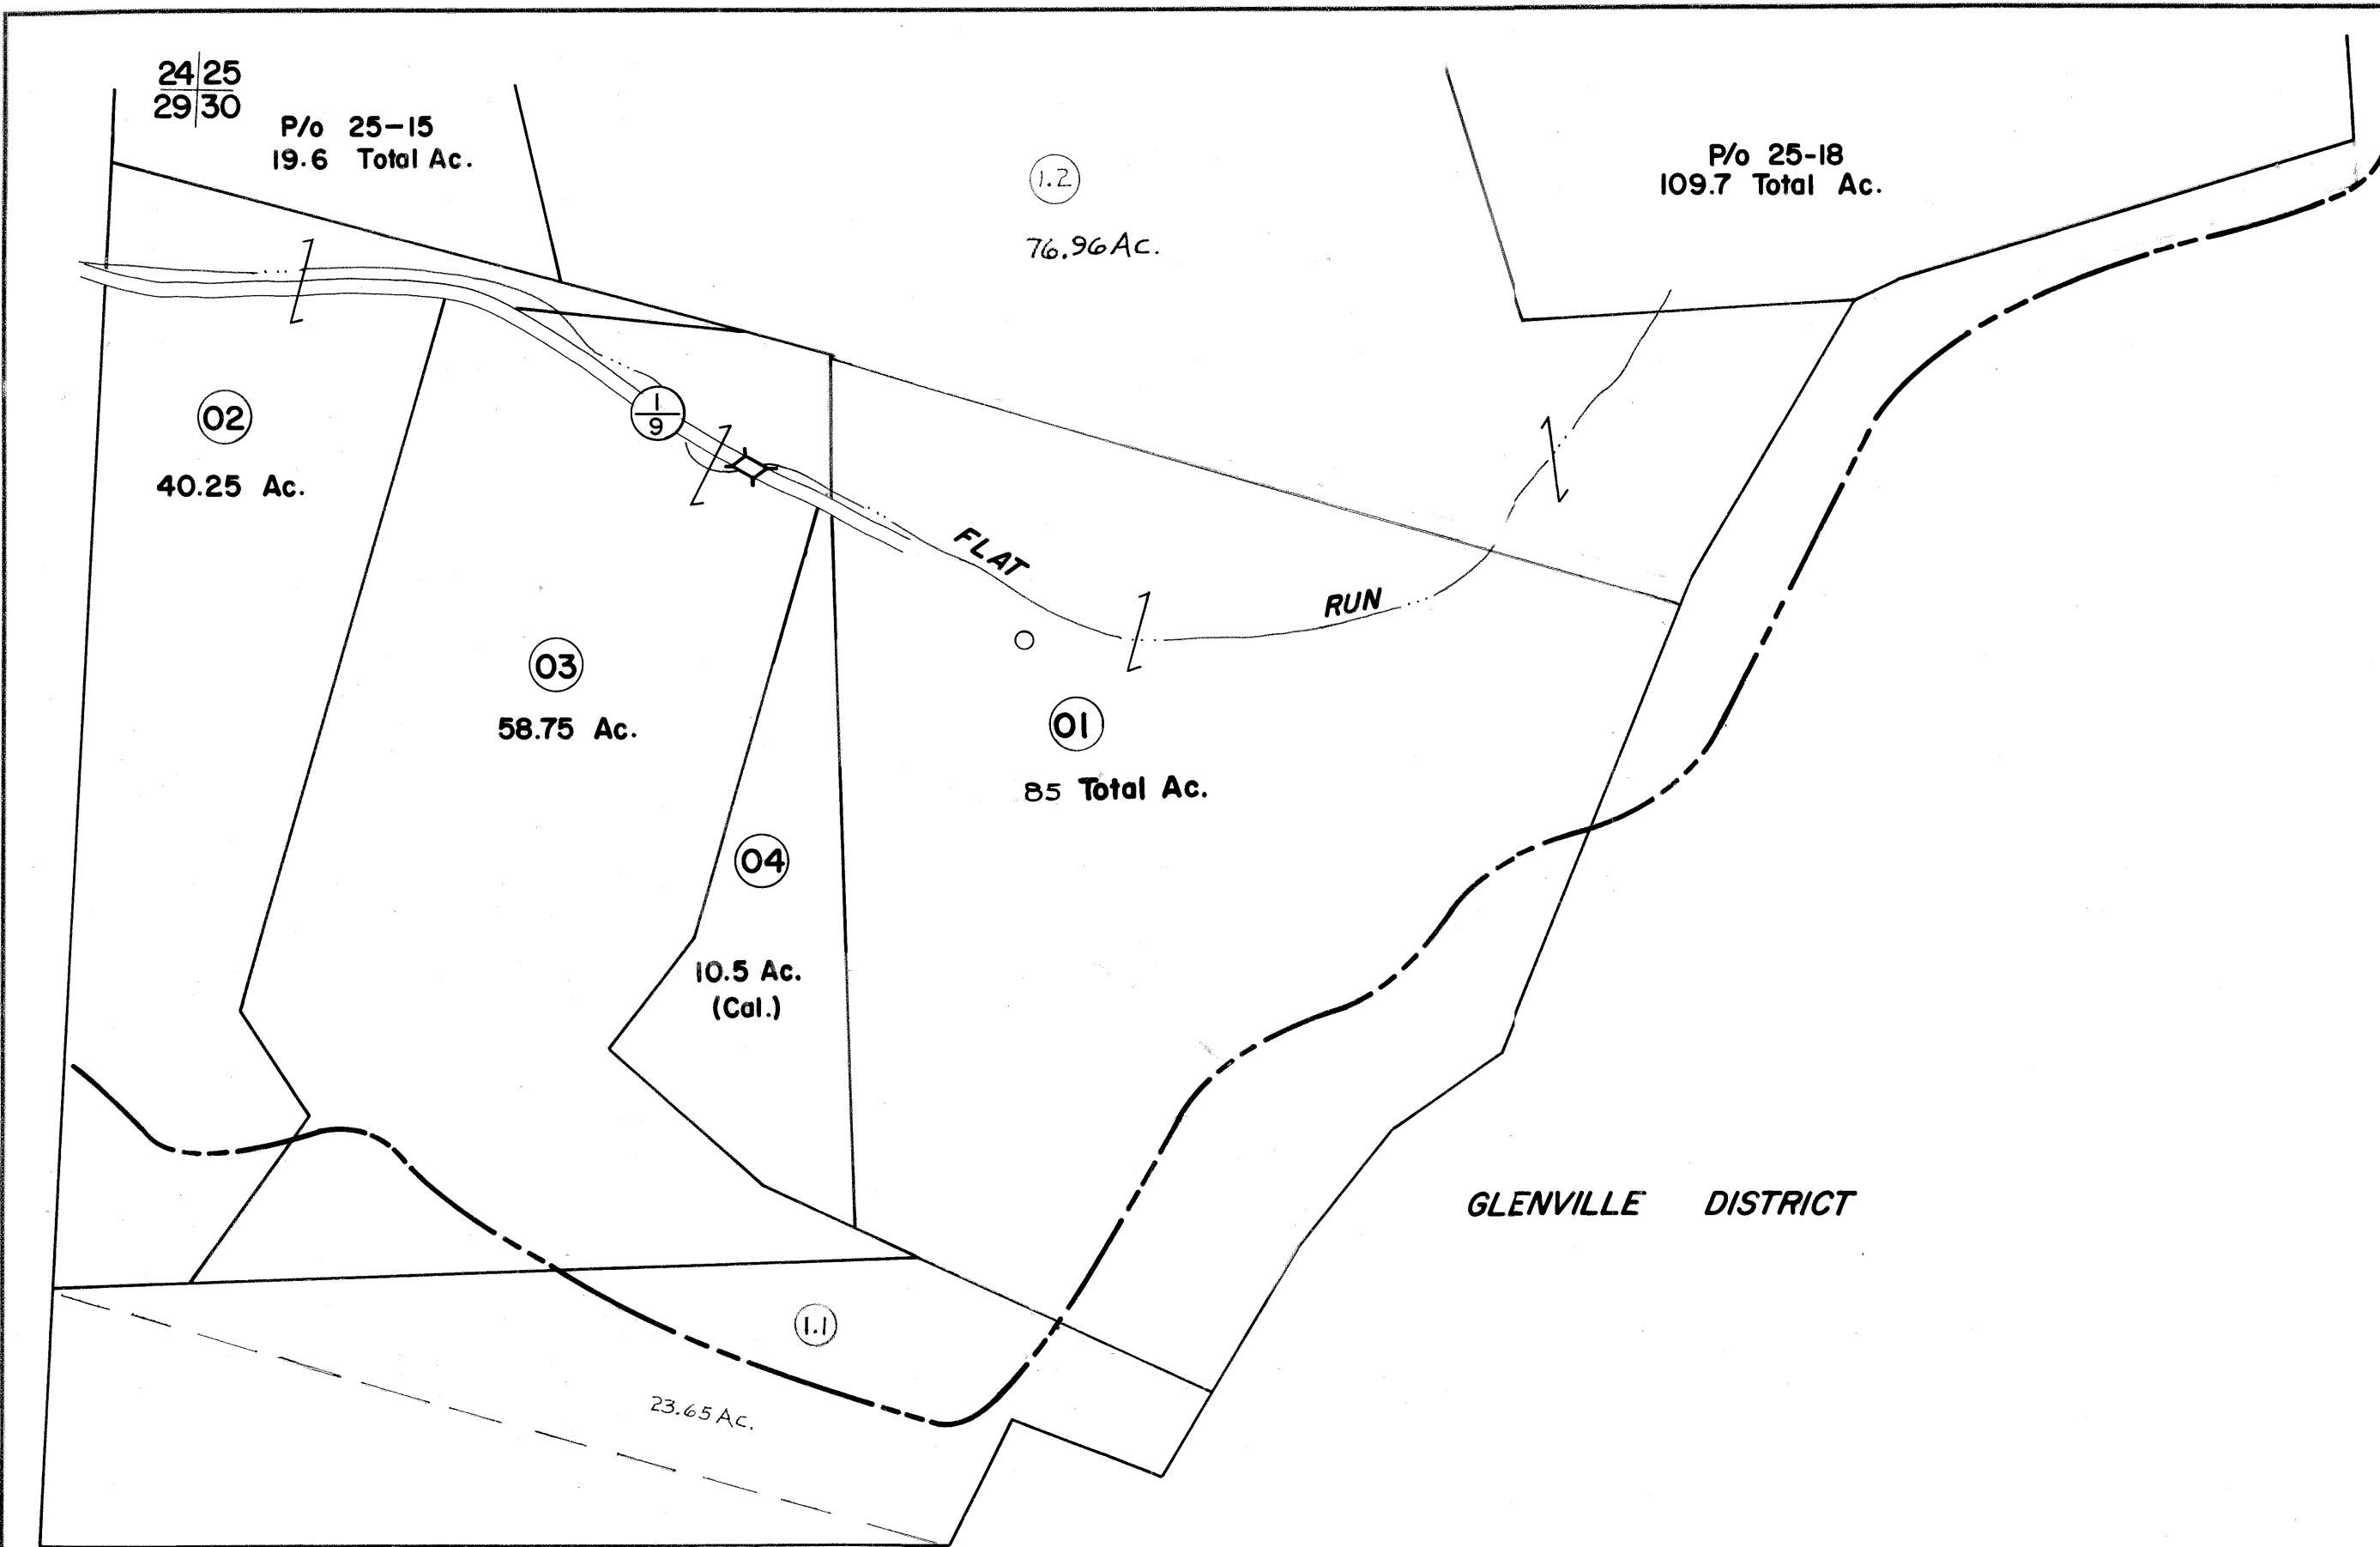 24 25
29 30
P/o 25-15
19.6 Total Ac.
1.2
76.96 Ac.
P/o 25-18
109.7 Total Ac.
02
40.25 Ac.
1
9
FLAT RUN
03
58.75 Ac.
01
85 Total Ac.
04
10.5 Ac.
(Cal.)
GLENVILLE DISTRICT
1.1
23.65 Ac.